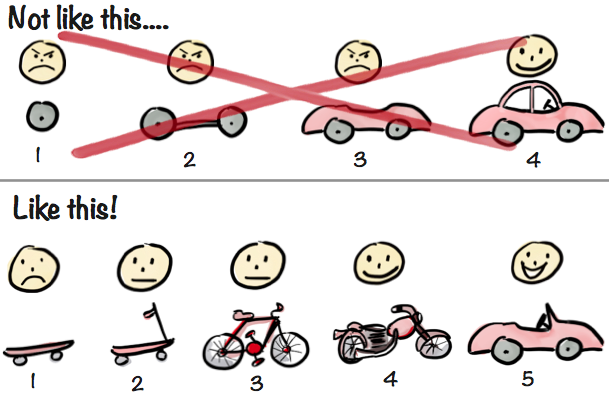 Not like this....
1 2 3 4
Like this!
1 2 3 4 5